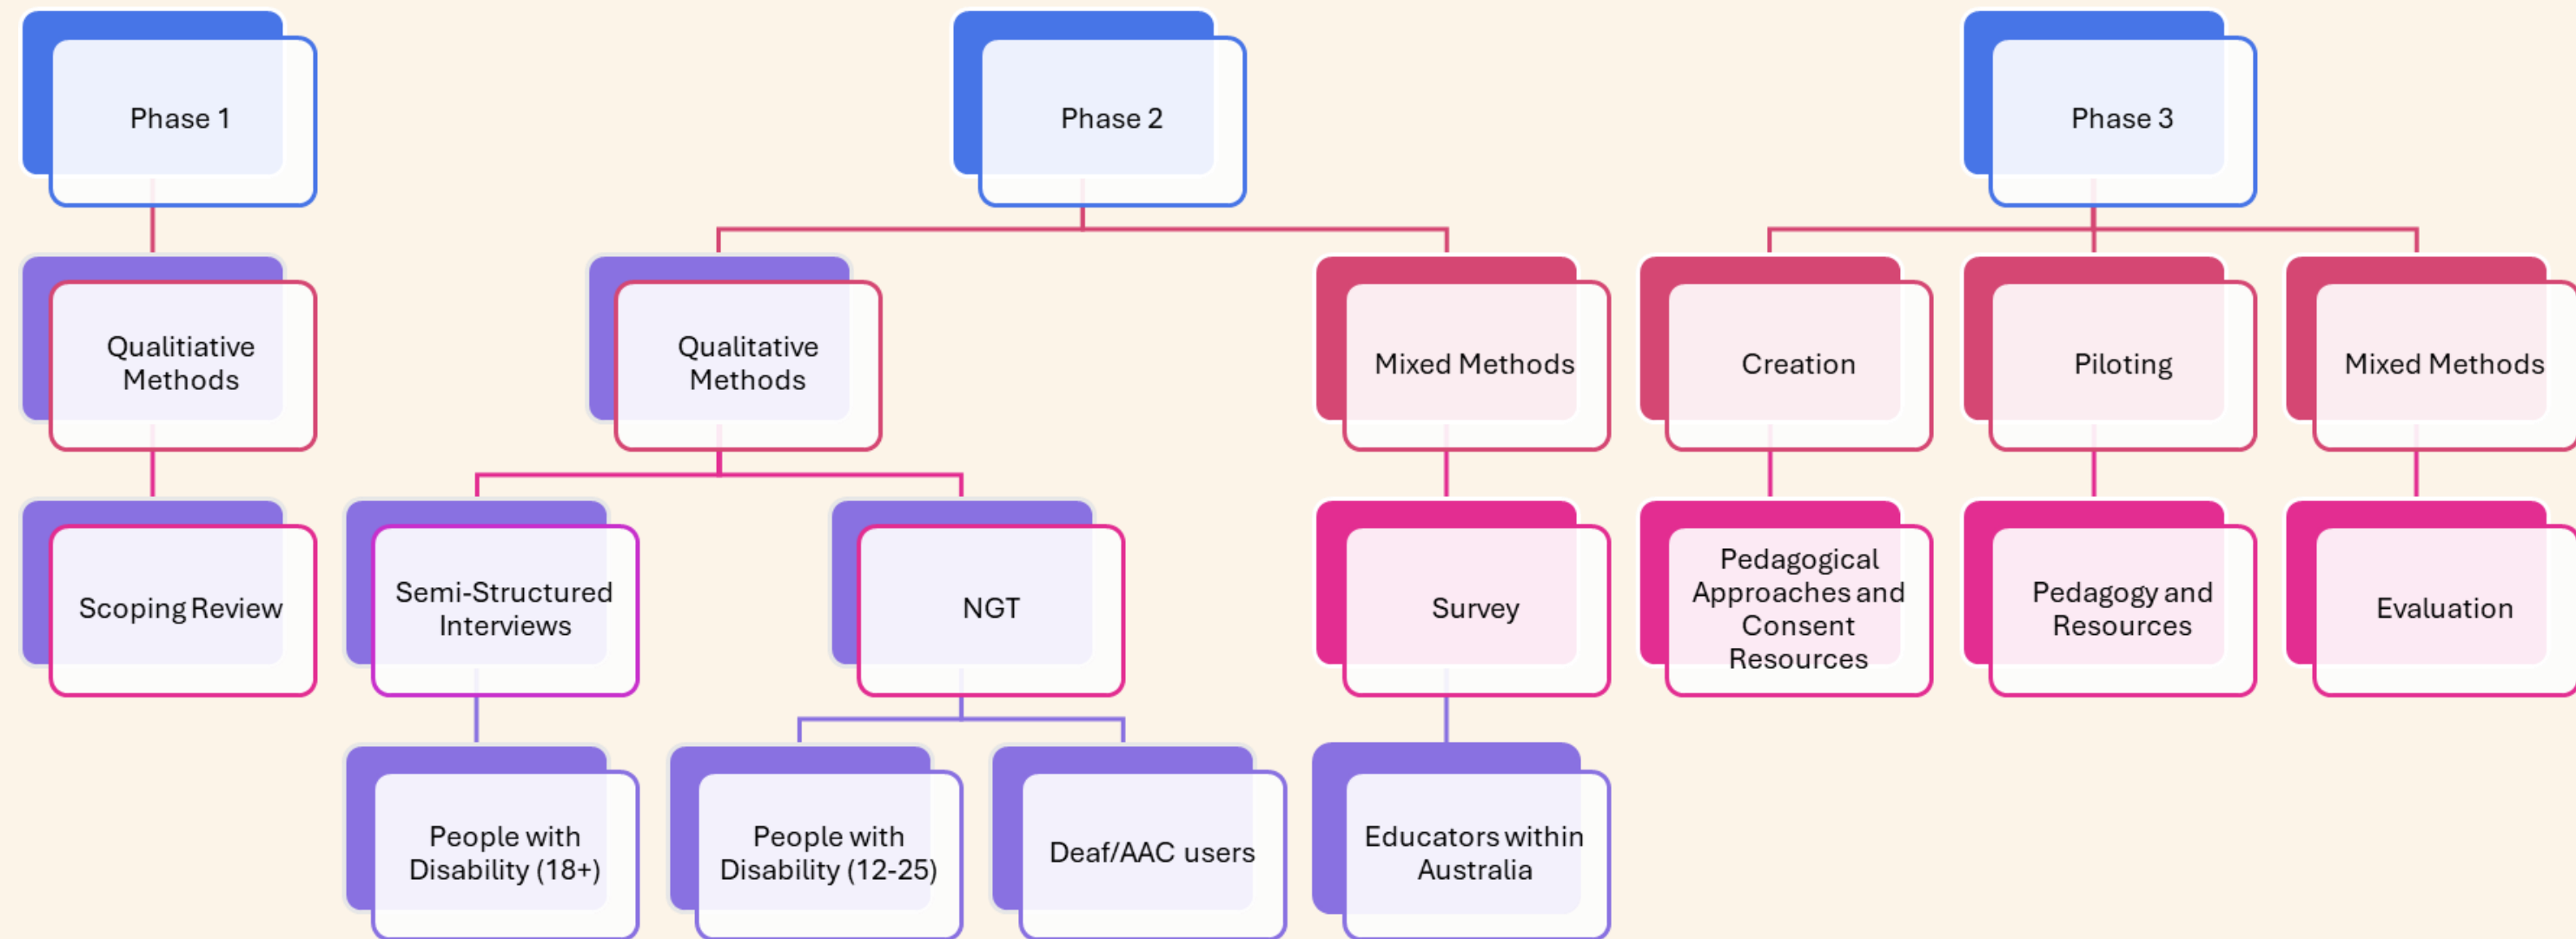 Phase 1
Phase 2
Phase 3
Qualitiative
Methods
Qualitative
Methods
Mixed Methods
Creation
Piloting
Mixed Methods
Scoping Review
Semi-Structured
Interviews
NGT
Survey
Pedagogical
Approaches and
Consent
Resources
Pedagogy and
Resources
Evaluation
People with
Disability (18+)
People with
Disability (12-25)
Deaf/AAC users
Educators within
Australia